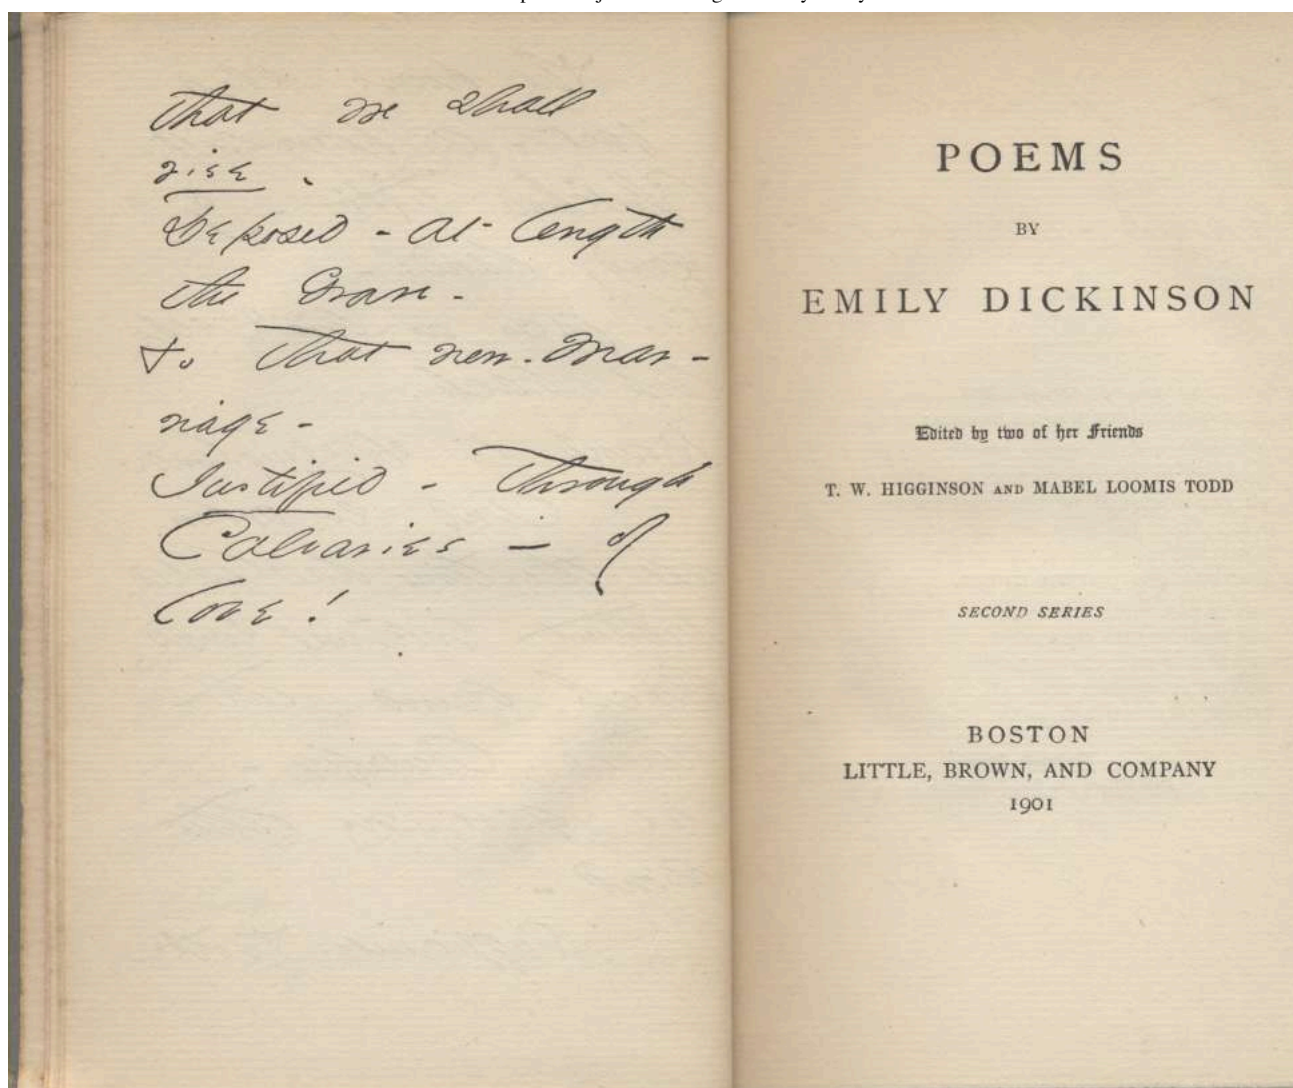 that we shall
rise.
Deposed - at length
the Grave -
to that new - Mar-
riage -
Justified - through
Calvaries - of
Love!
POEMS
BY
EMILY DICKINSON
Edited by two of her Friends
T. W. HIGGINSON AND MABEL LOOMIS TODD
SECOND SERIES
BOSTON
LITTLE, BROWN, AND COMPANY
1901